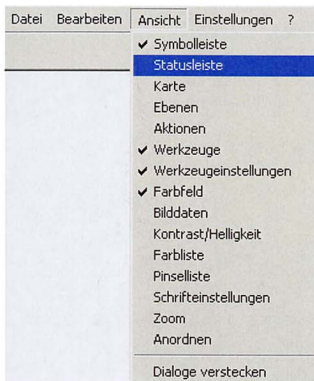 Datei Bearbeiten Ansicht Einstellungen ?
Symbolleiste
Statusleiste
Karte
Ebenen
Aktionen
Werkzeuge
Werkzeugeinstellungen
Farbfeld
Bilddaten
Kontrast/Helligkeit
Farbliste
Pinselliste
Schrifteinstellungen
Zoom
Anordnen
Dialoge verstecken